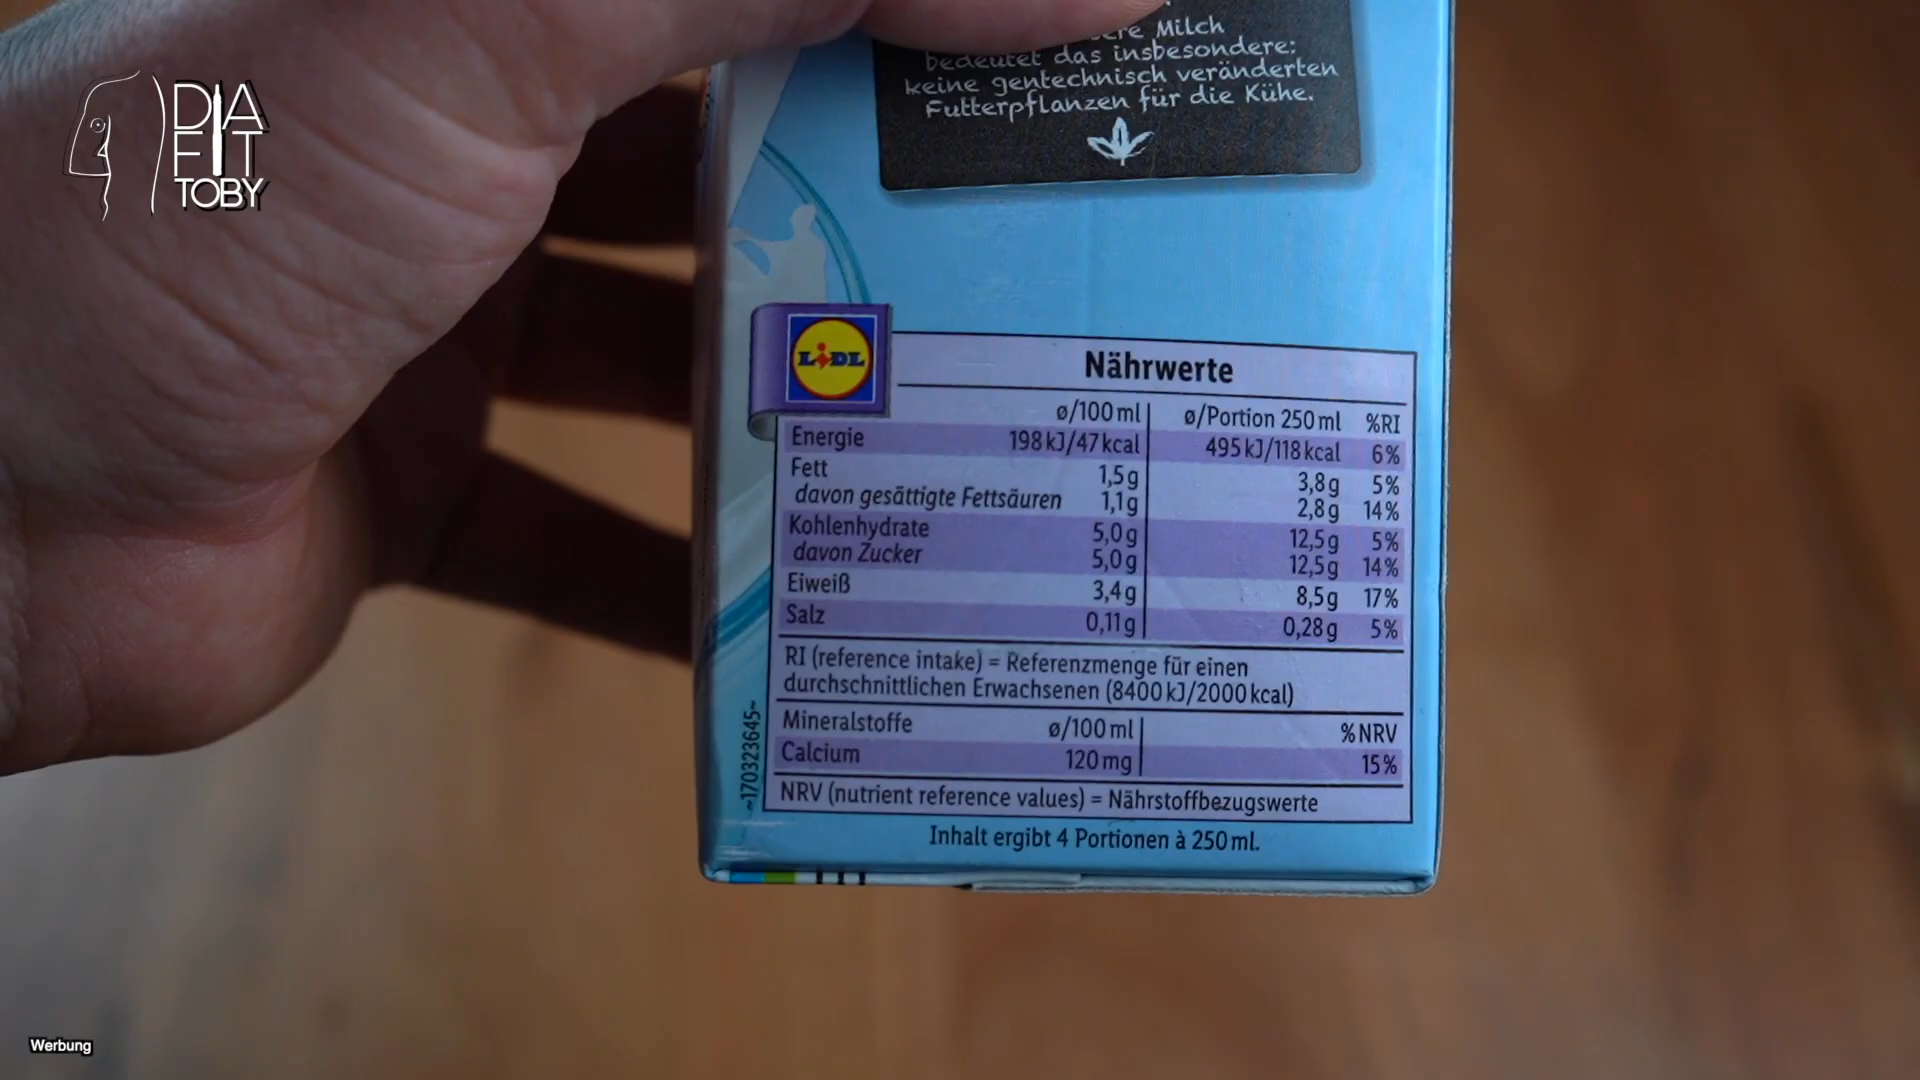 DIA
FIT
TOBY
Milch
bedeutet das insbesondere:
keine gentechnisch veränderten
Futterpflanzen für die Kühe.
LIDL
Nährwerte
ø/100 ml ø/Portion 250 ml %RI
Energie 198 kJ/47 kcal 495 kJ/118 kcal 6%
Fett 1,5 g 3,8 g 5%
davon gesättigte Fettsäuren 1,1 g 2,8 g 14%
Kohlenhydrate 5,0 g 12,5 g 5%
davon Zucker 5,0 g 12,5 g 14%
Eiweiß 3,4 g 8,5 g 17%
Salz 0,11 g 0,28 g 5%
RI (reference intake) = Referenzmenge für einen
durchschnittlichen Erwachsenen (8400 kJ/2000 kcal)
Mineralstoffe ø/100 ml % NRV
Calcium 120 mg 15%
NRV (nutrient reference values) = Nährstoffbezugswerte
~170323645~
Inhalt ergibt 4 Portionen à 250 ml.
Werbung